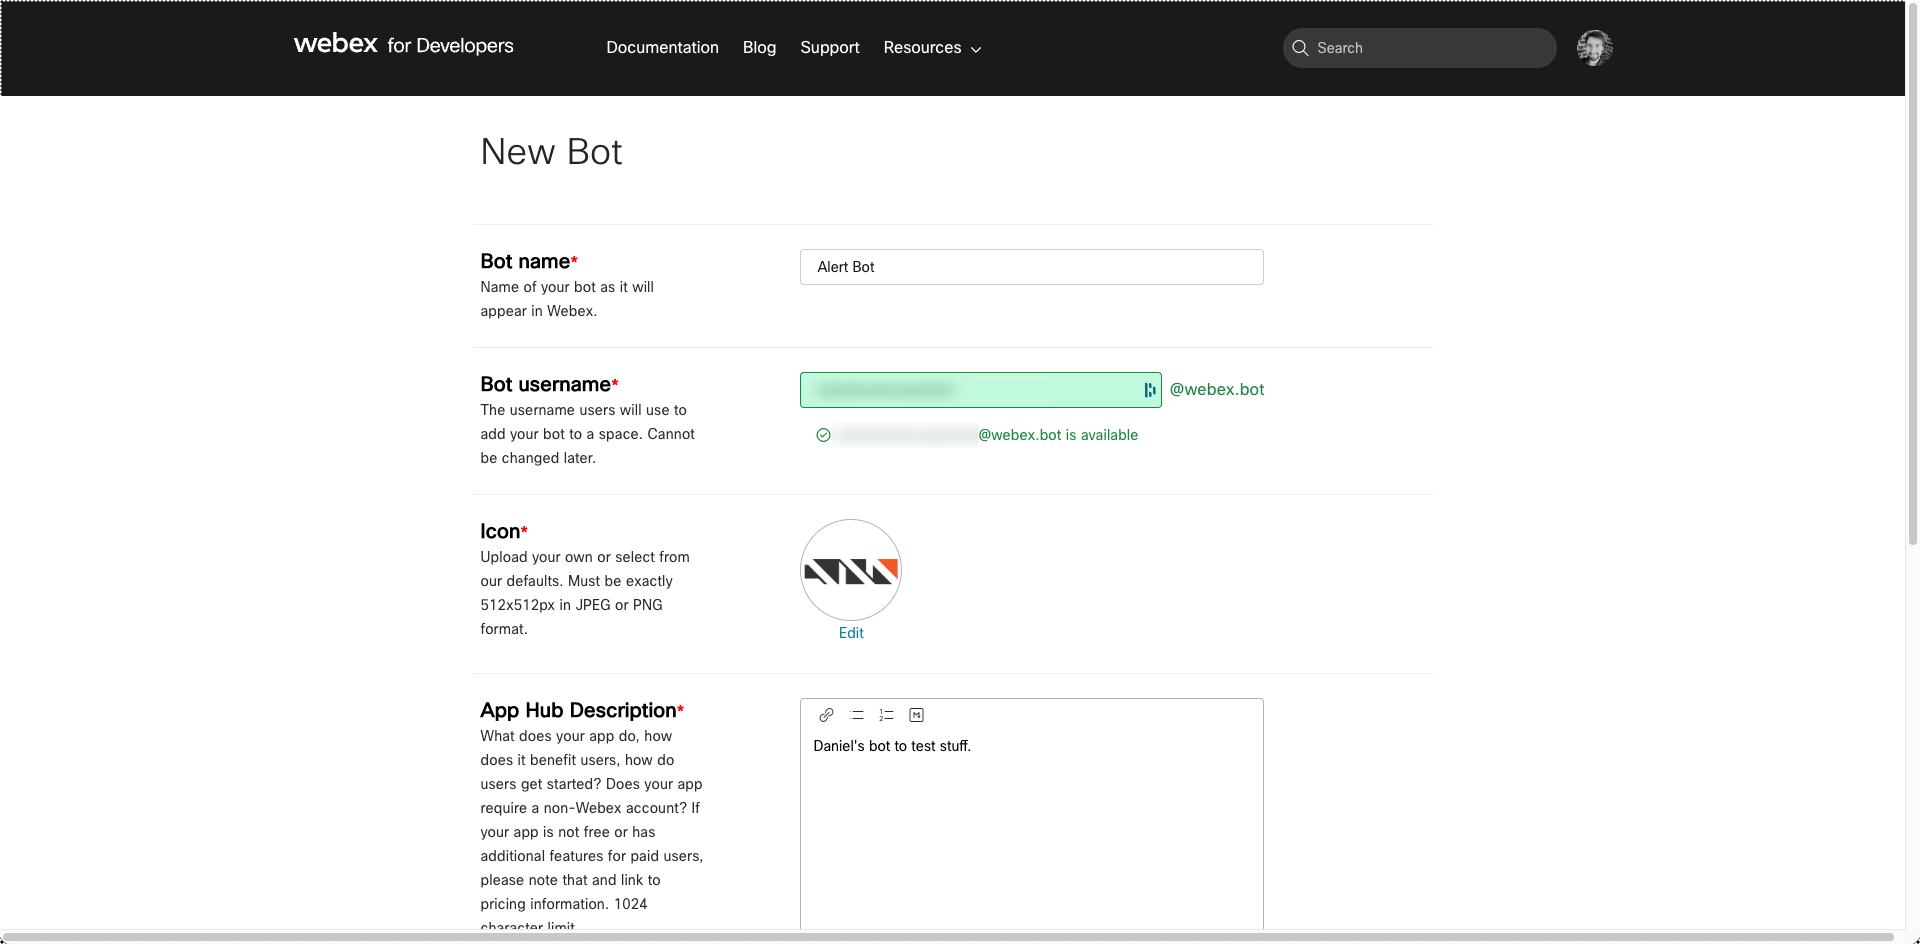 webex for Developers Documentation Blog Support Resources Search
New Bot
Bot name*
Name of your bot as it will
appear in Webex.
Alert Bot
Bot username*
The username users will use to
add your bot to a space. Cannot
be changed later.
@webex.bot
@webex.bot is available
Icon*
Upload your own or select from
our defaults. Must be exactly
512x512px in JPEG or PNG
format.
Edit
App Hub Description*
What does your app do, how
does it benefit users, how do
users get started? Does your app
require a non-Webex account? If
your app is not free or has
additional features for paid users,
please note that and link to
pricing information. 1024
character limit
Daniel's bot to test stuff.